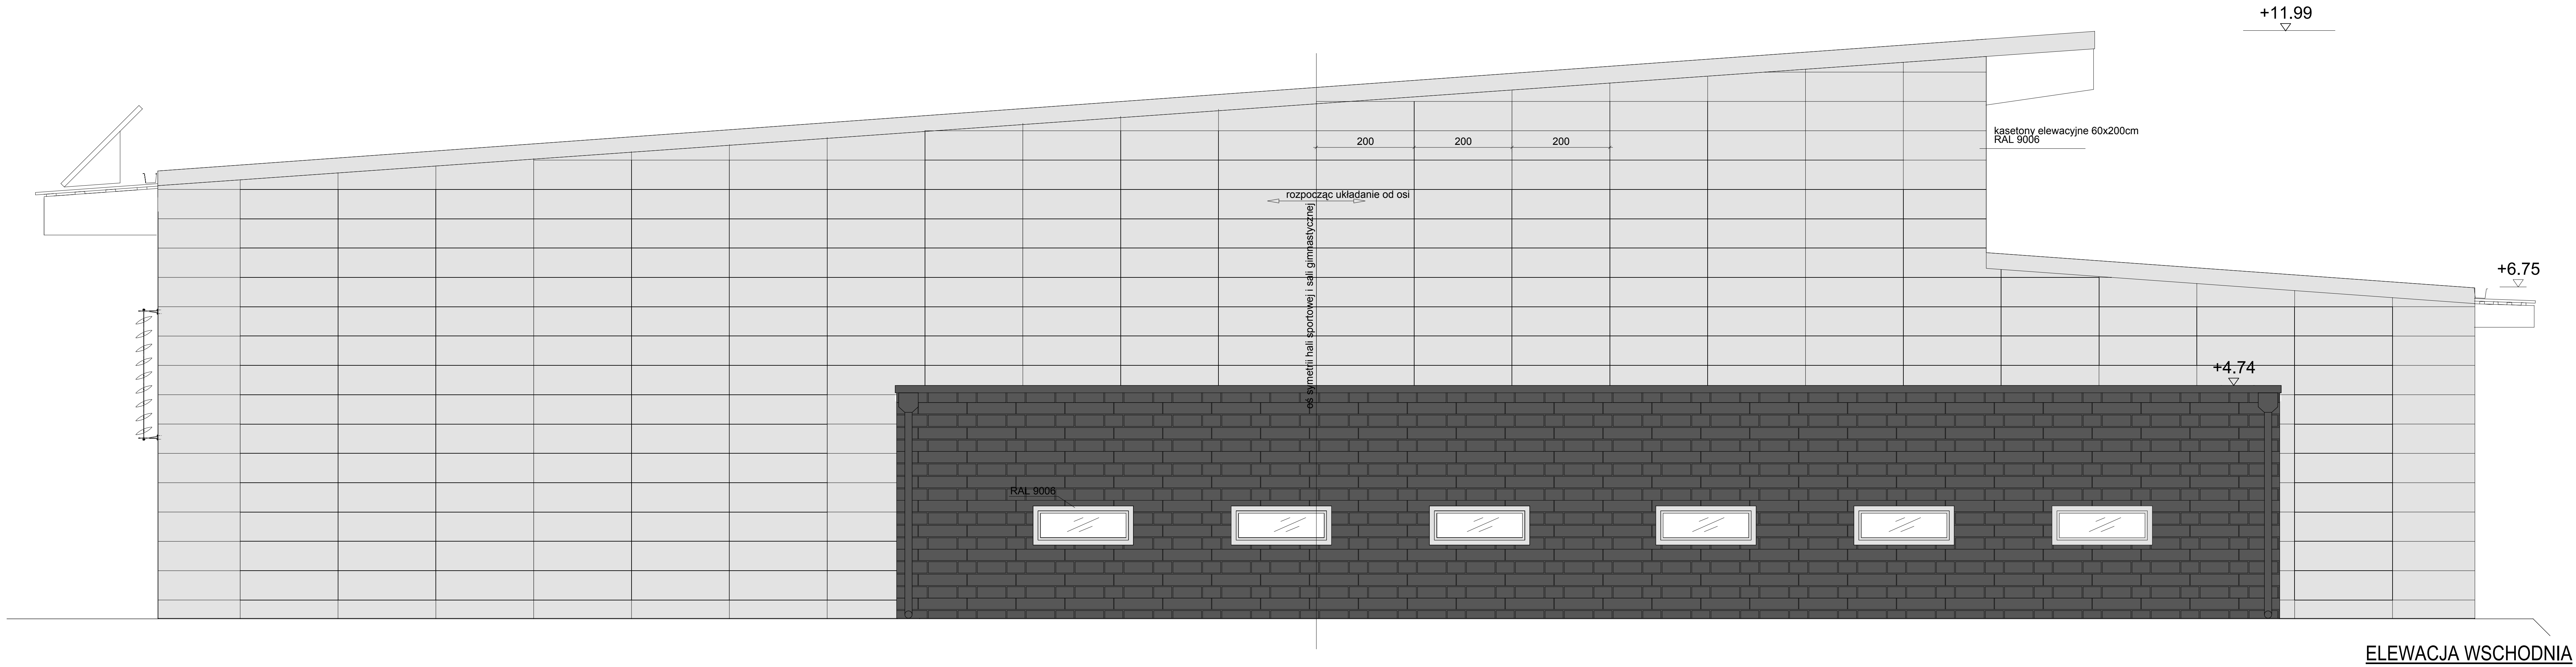 +11.99
kasetony elewacyjne 60x200cm
RAL 9006
200
200
200
rozpocząc układanie od osi
oś symetrii hali sportowej i sali gimnastycznej
+6.75
+4.74
RAL 9006
ELEWACJA WSCHODNIA